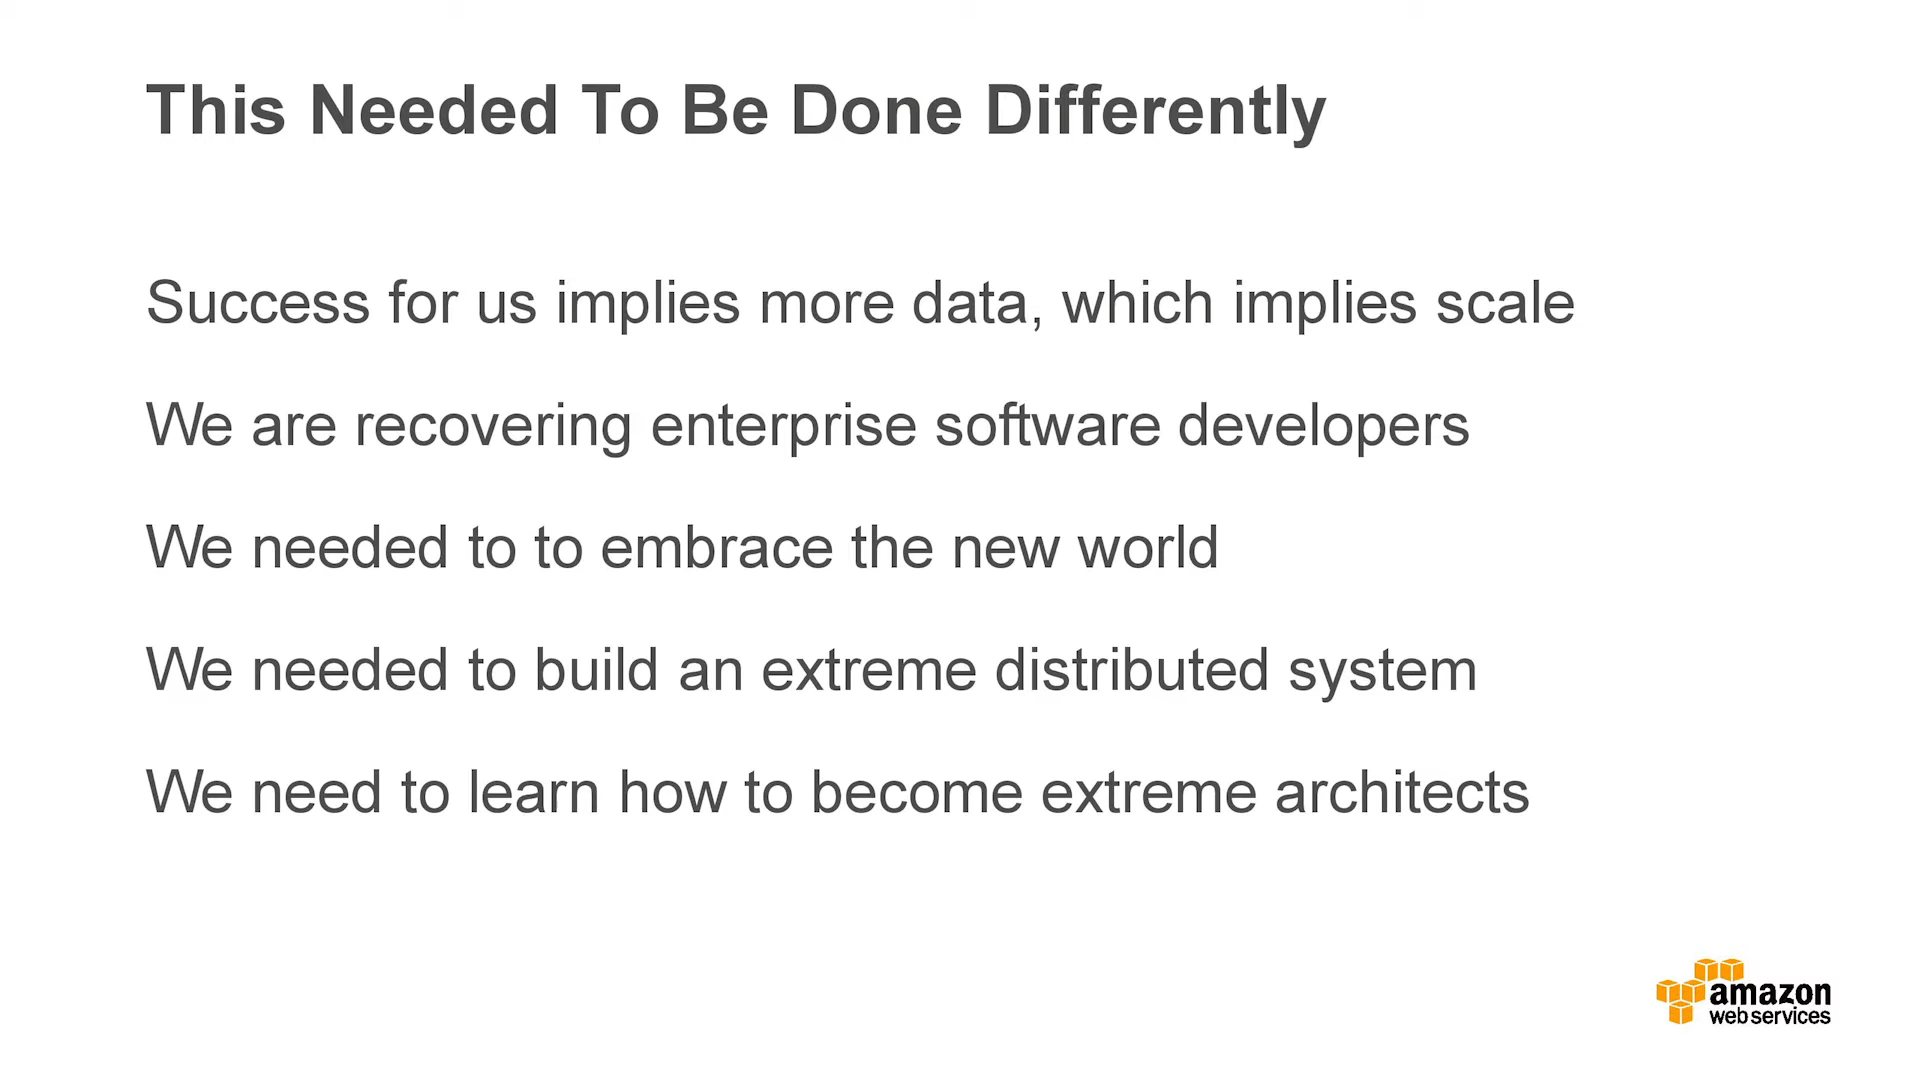 This Needed To Be Done Differently
Success for us implies more data, which implies scale
We are recovering enterprise software developers
We needed to to embrace the new world
We needed to build an extreme distributed system
We need to learn how to become extreme architects
amazon
webservices